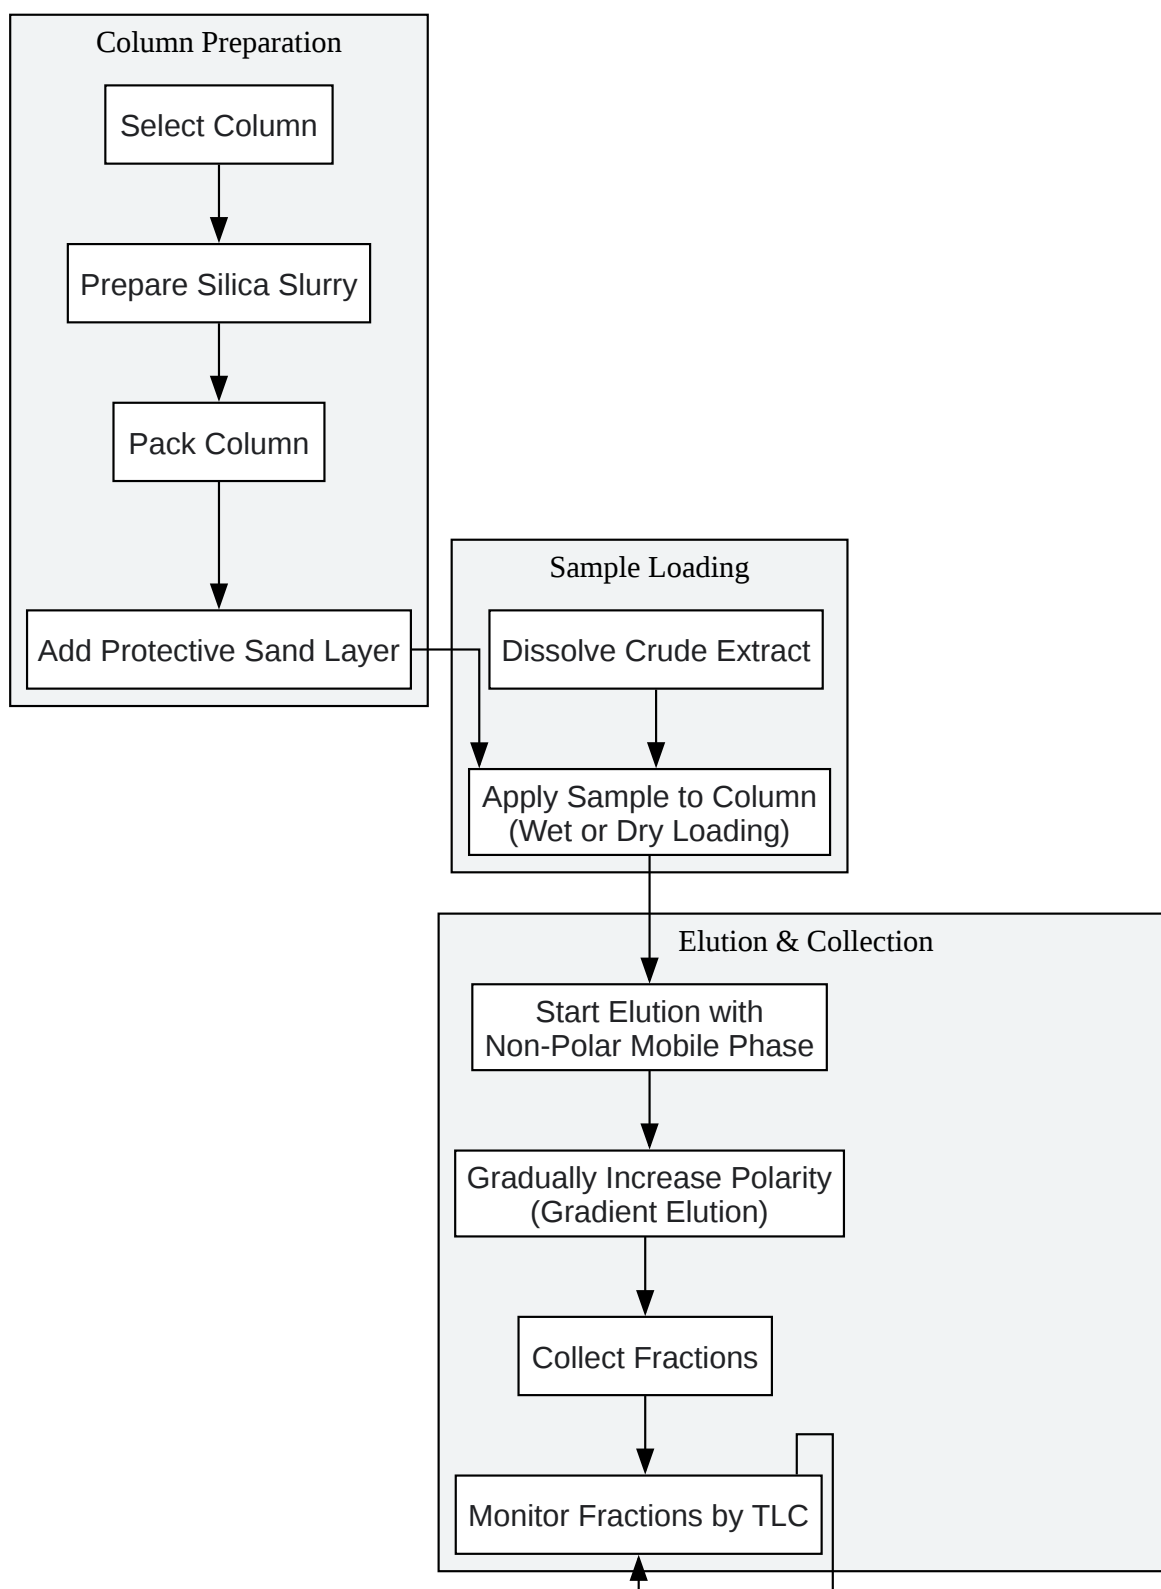 Column Preparation
Select Column
Prepare Silica Slurry
Pack Column
Add Protective Sand Layer
Sample Loading
Dissolve Crude Extract
Apply Sample to Column
(Wet or Dry Loading)
Elution & Collection
Start Elution with
Non-Polar Mobile Phase
Gradually Increase Polarity
(Gradient Elution)
Collect Fractions
Monitor Fractions by TLC